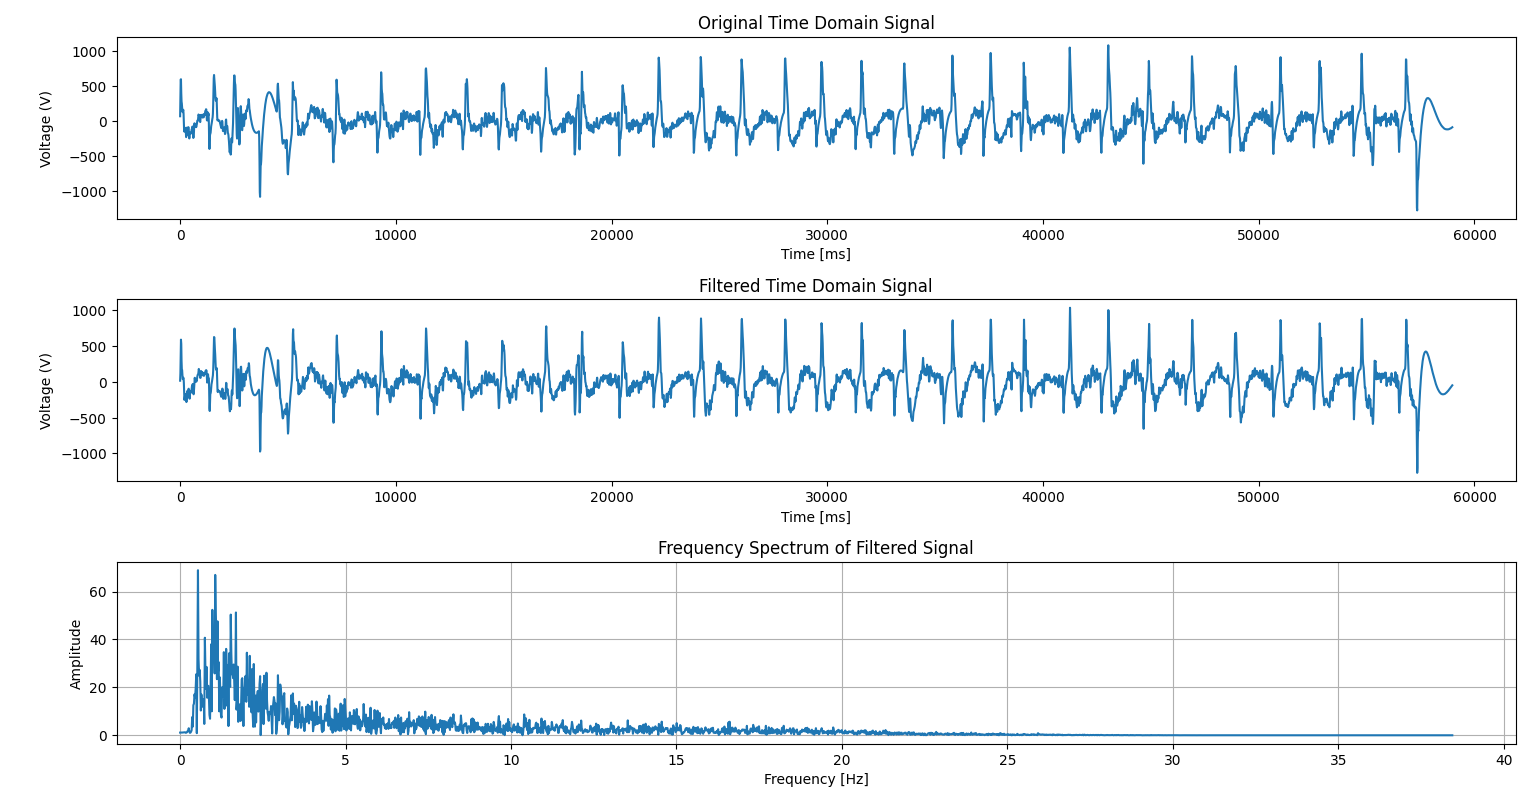 Original Time Domain Signal
1000
500
0
−500
−1000
Voltage (V)
0 10000 20000 30000 40000 50000 60000
Time [ms]
Filtered Time Domain Signal
1000
500
0
−500
−1000
Voltage (V)
0 10000 20000 30000 40000 50000 60000
Time [ms]
Frequency Spectrum of Filtered Signal
60
40
20
0
Amplitude
0 5 10 15 20 25 30 35 40
Frequency [Hz]